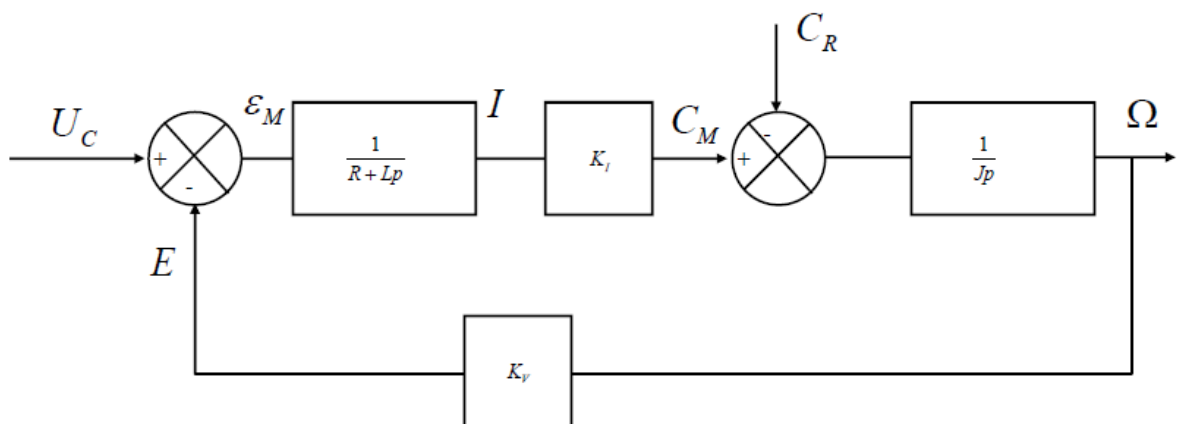 C_R
U_C
ε_M
I
C_M
Ω
+
-
1
R + Lp
K_I
+
-
1
Jp
E
K_V